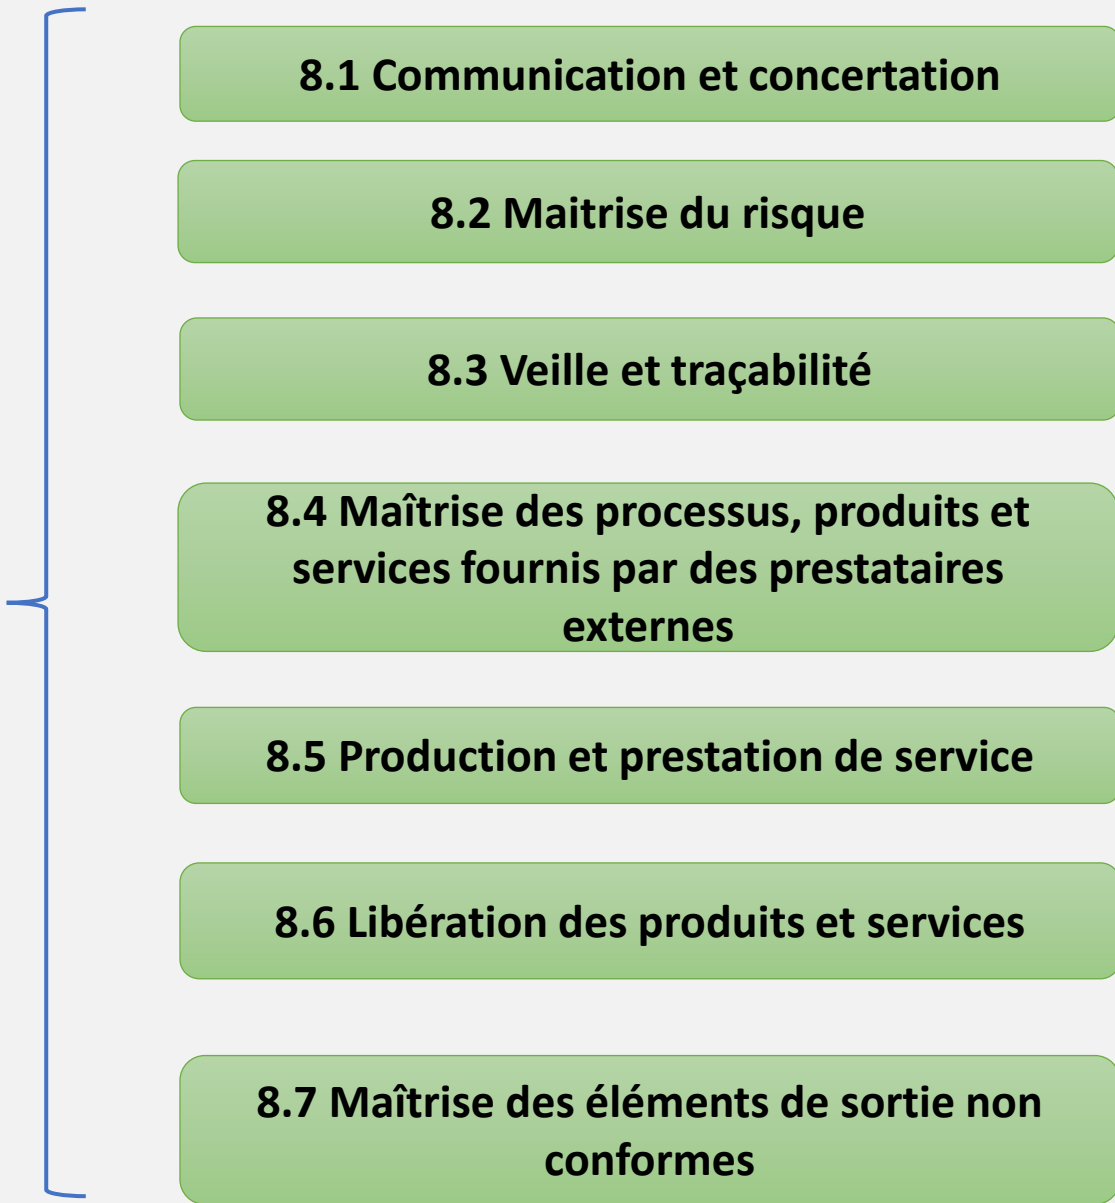 8.1 Communication et concertation
8.2 Maitrise du risque
8.3 Veille et traçabilité
8.4 Maîtrise des processus, produits et
services fournis par des prestataires
externes
8.5 Production et prestation de service
8.6 Libération des produits et services
8.7 Maîtrise des éléments de sortie non
conformes